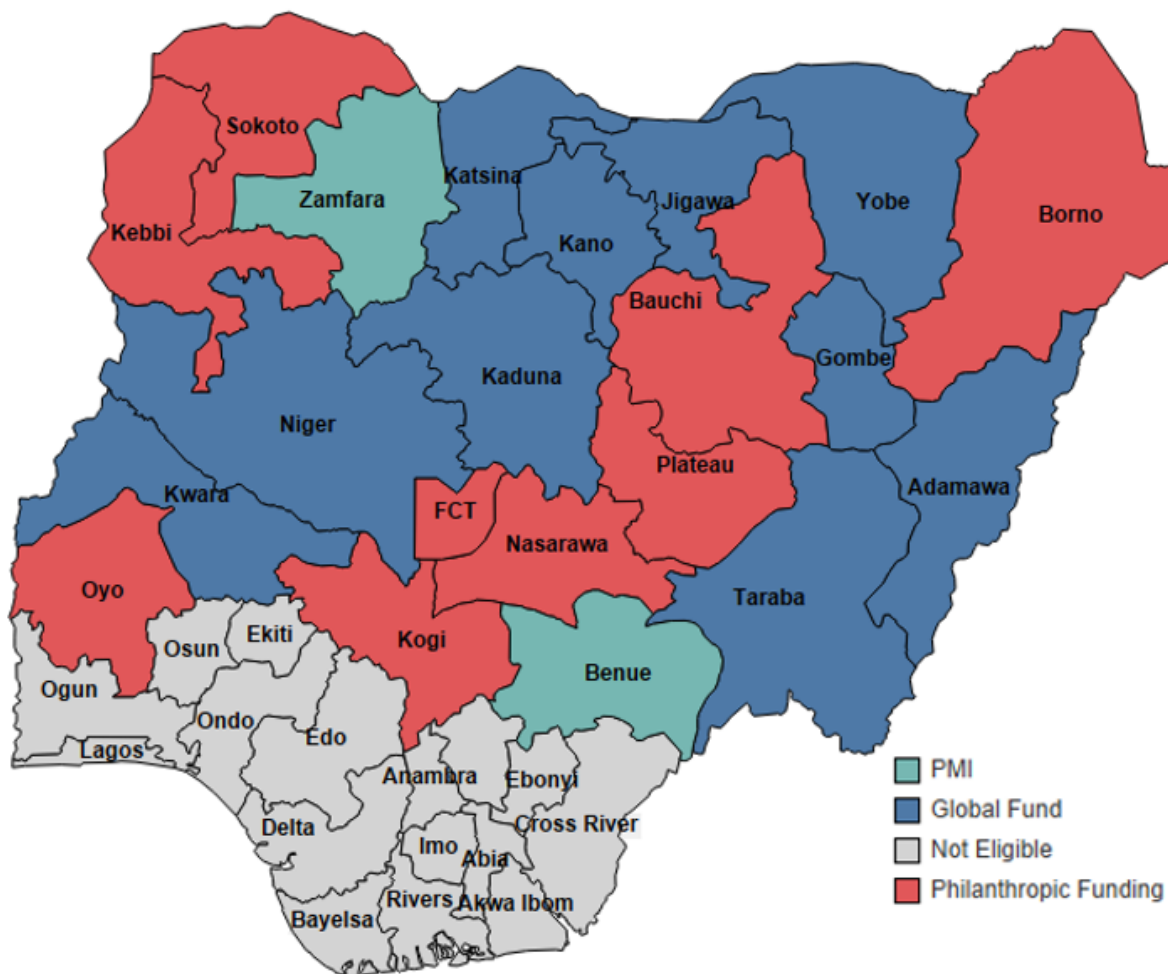 Sokoto
Katsina
Zamfara
Jigawa
Yobe
Borno
Kebbi
Kano
Bauchi
Gombe
Kaduna
Niger
Plateau
Adamawa
Kwara
FCT
Nasarawa
Oyo
Taraba
Ekiti
Osun
Kogi
Benue
Ogun
Ondo
Edo
Lagos
Anambra
Ebonyi
Delta
Cross River
Imo
Abia
Rivers
Akwa Ibom
Bayelsa
PMI
Global Fund
Not Eligible
Philanthropic Funding